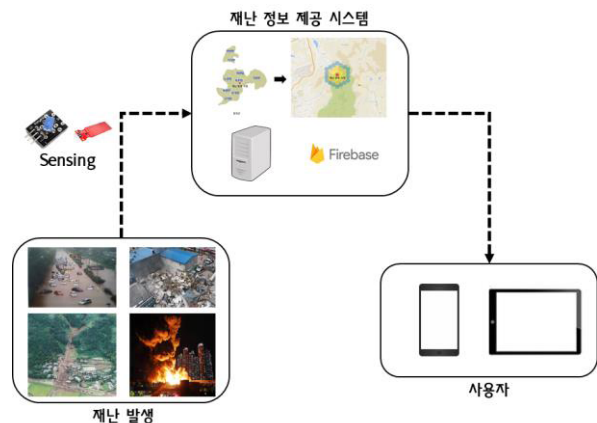 재난 정보 제공 시스템
Sensing
Firebase
재난 발생
사용자